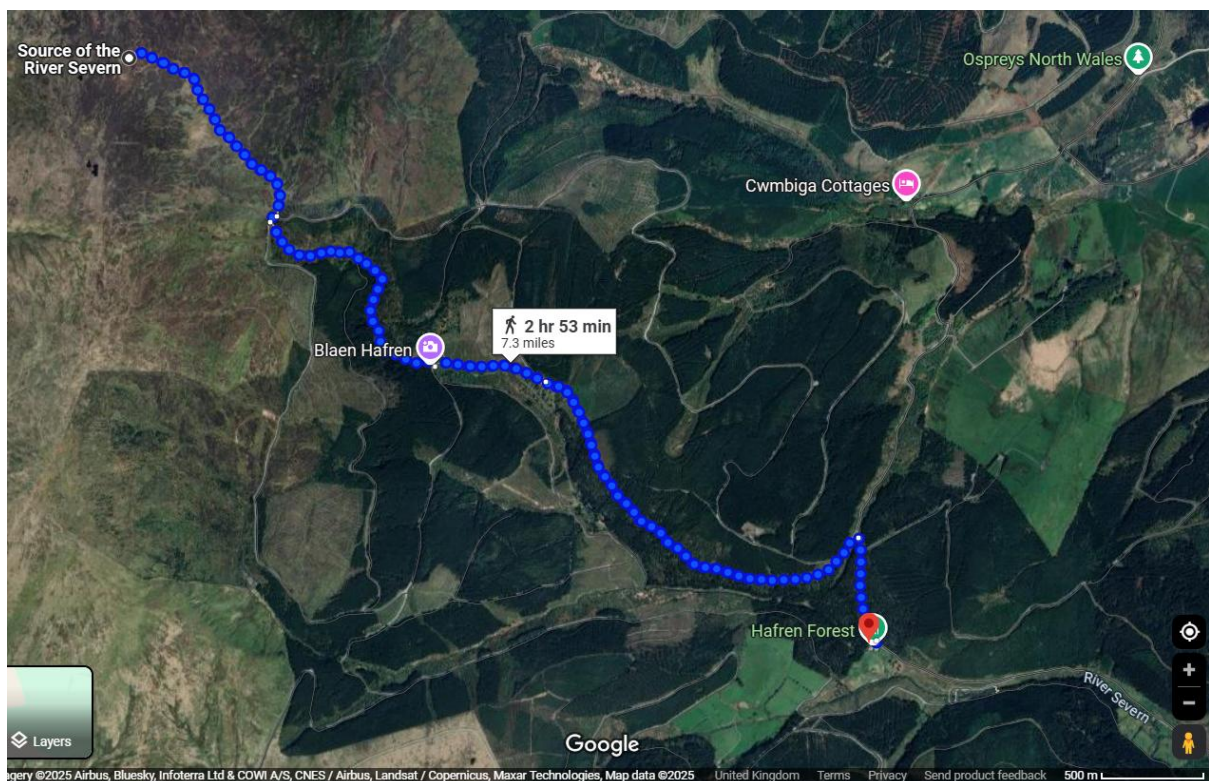 Source of the
River Severn
Ospreys North Wales
Cwmbiga Cottages
2 hr 53 min
7.3 miles
Blaen Hafren
Hafren Forest
River Severn
Layers
Google
agery ©2025 Airbus, Bluesky, Infoterra Ltd & COWI A/S, CNES / Airbus, Landsat / Copernicus, Maxar Technologies, Map data ©2025 United Kingdom Terms Privacy Send product feedback 500 m